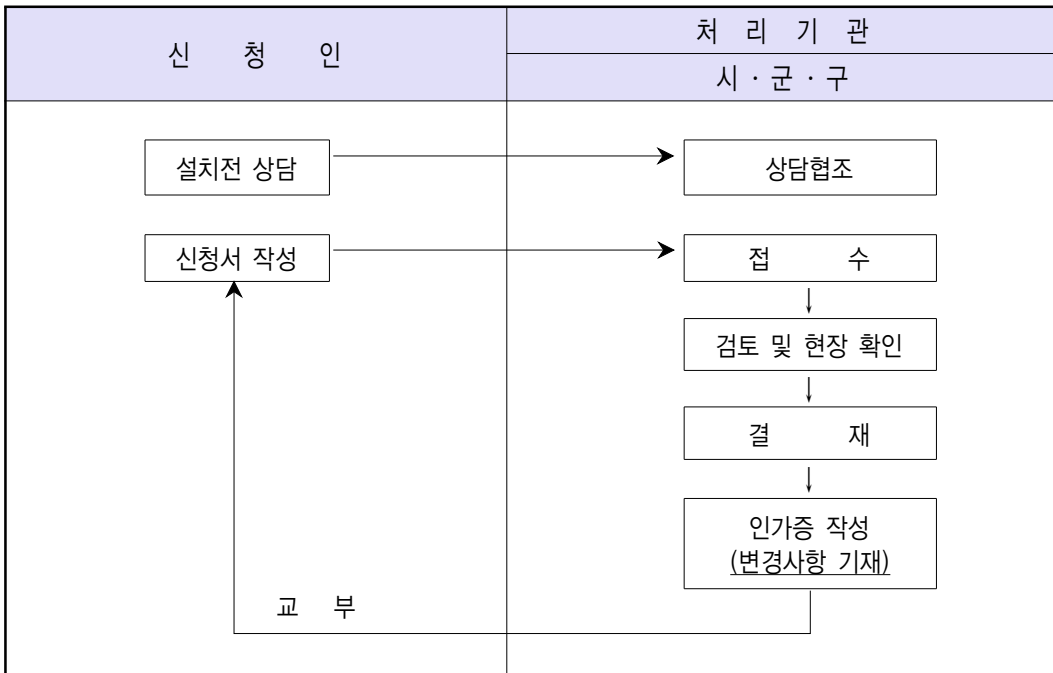 신 청 인
처 리 기 관
시 · 군 · 구
설치전 상담
상담협조
신청서 작성
접 수
검토 및 현장 확인
결 재
인가증 작성
(변경사항 기재)
교 부